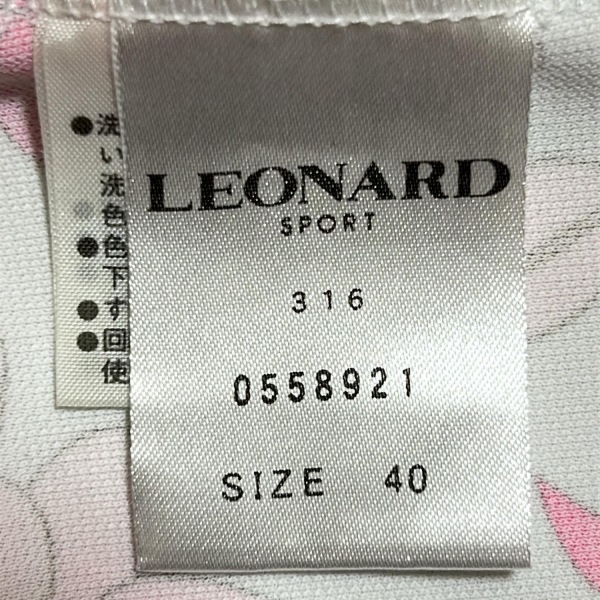 LEONARD
SPORT
316
0558921
SIZE 40
●洗
い
洗
色
●色
下
●す
●回
使